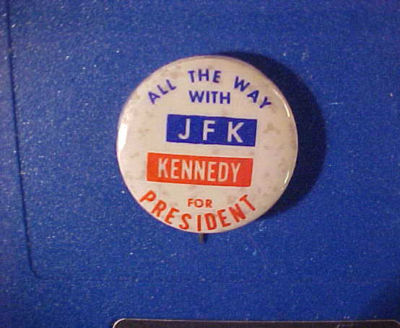 ALL THE WAY
WITH
JFK
KENNEDY
FOR
PRESIDENT